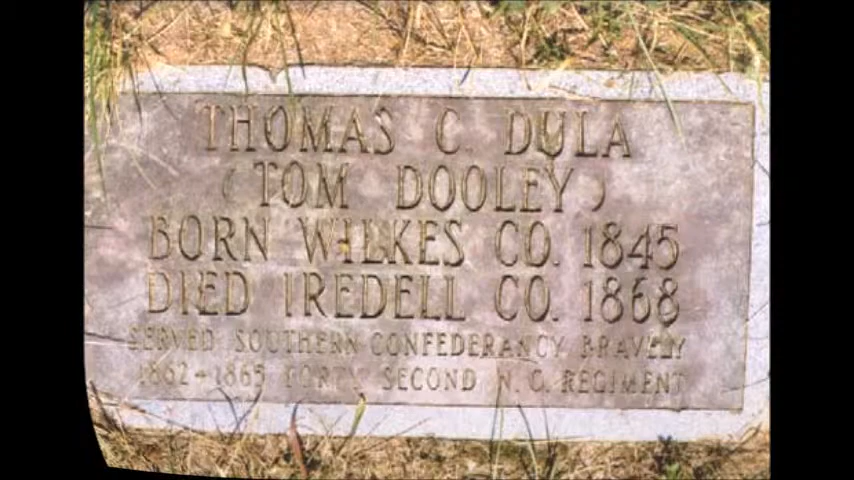 THOMAS C. DULA
(TOM DOOLEY)
BORN WILKES CO. 1845
DIED IREDELL CO. 1868
SERVED SOUTHERN CONFEDERANCY BRAVELY
1862-1865 FORTY SECOND N. C. REGIMENT